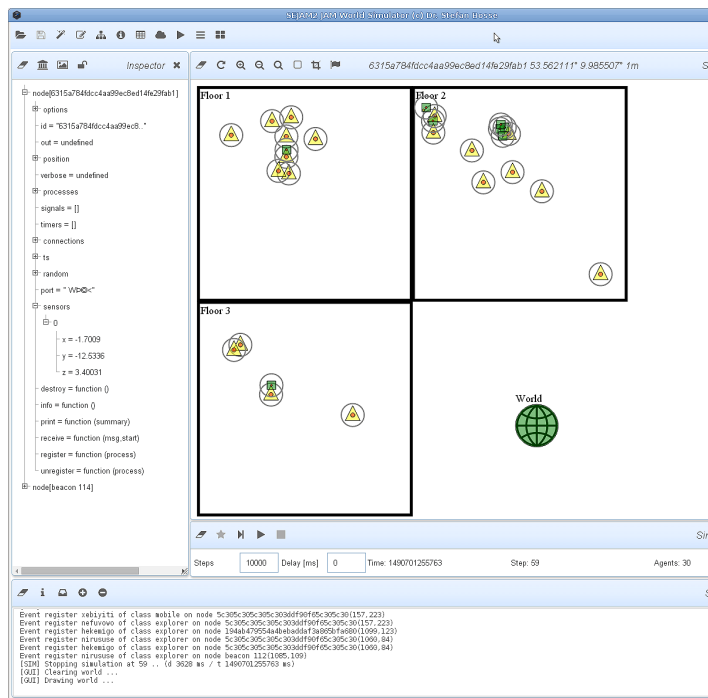 SEJAM2 JAM World Simulator (c) Dr. Stefan Bosse
Inspector
6315a784fdcc4aa99ec8ed14fe29fab1 53.562111° 9.985507° 1m
node[6315a784fdcc4aa99ec8ed14fe29fab1]
options
id = "6315a784fdcc4aa99ec8.."
out = undefined
position
verbose = undefined
processes
signals = []
timers = []
connections
ts
random
sensors
0
x = -1.7009
y = -12.5336
z = 3.40031
destroy = function ()
info = function ()
print = function (summary)
receive = function (msg,start)
register = function (process)
unregister = function (process)
node[beacon 114]
Floor 1
Floor 2
Floor 3
World
Steps
10000
Delay [ms]
0
Time: 1490701255763
Step: 59
Agents: 30
Event register xebiyiti of class mobile on node 5c305c305c305c303ddf90f65c305c30(157,223)
Event register refuvovo of class explorer on node 5c305c305c305c303ddf90f65c305c30(157,223)
Event register hekemigo of class explorer on node 194ab479554a4bebaddaf3a865bfa680(1099,123)
Event register nirususe of class explorer on node 5c305c305c305c303ddf90f65c305c30(1060,84)
Event register hekemigo of class explorer on node 5c305c305c305c303ddf90f65c305c30(1060,84)
Event register nirususe of class explorer on node beacon 112(1085,109)
[SIM] Stopping simulation at 59 .. (d 3628 ms / t 1490701255763 ms)
[GUI] Clearing world ...
[GUI] Drawing world ...